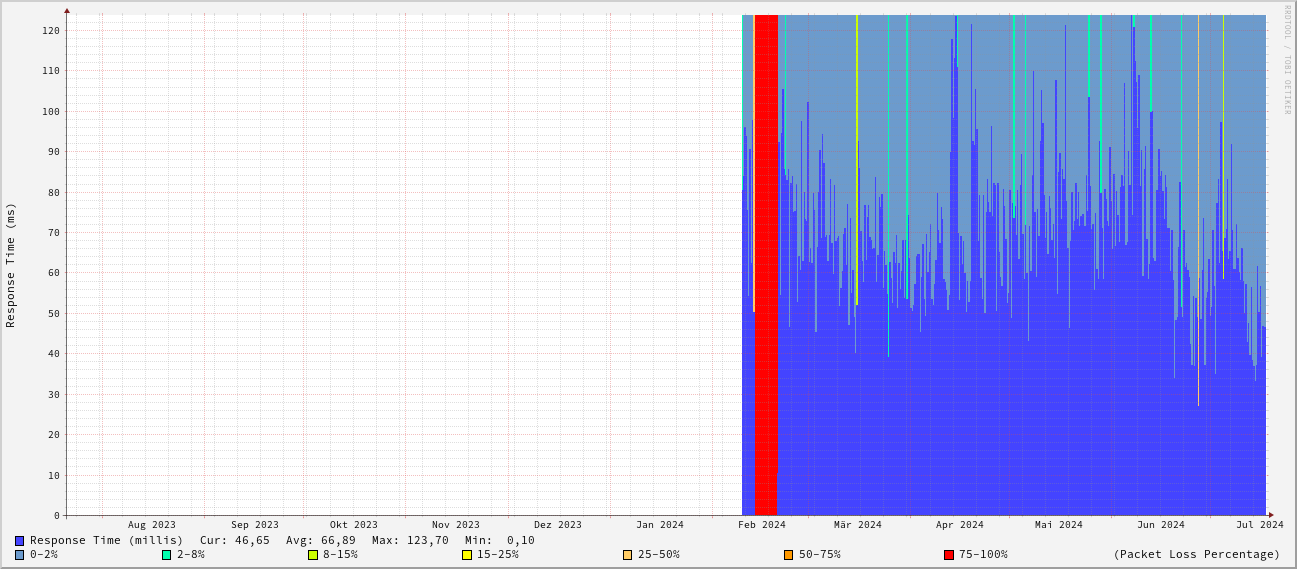 RRDTOOL / TOBI OETIKER
Response Time (ms)
120
110
100
90
80
70
60
50
40
30
20
10
0
Aug 2023 Sep 2023 Okt 2023 Nov 2023 Dez 2023 Jan 2024 Feb 2024 Mär 2024 Apr 2024 Mai 2024 Jun 2024 Jul 2024
Response Time (millis) Cur: 46,65 Avg: 66,89 Max: 123,70 Min: 0,10
0-2% 2-8% 8-15% 15-25% 25-50% 50-75% 75-100% (Packet Loss Percentage)